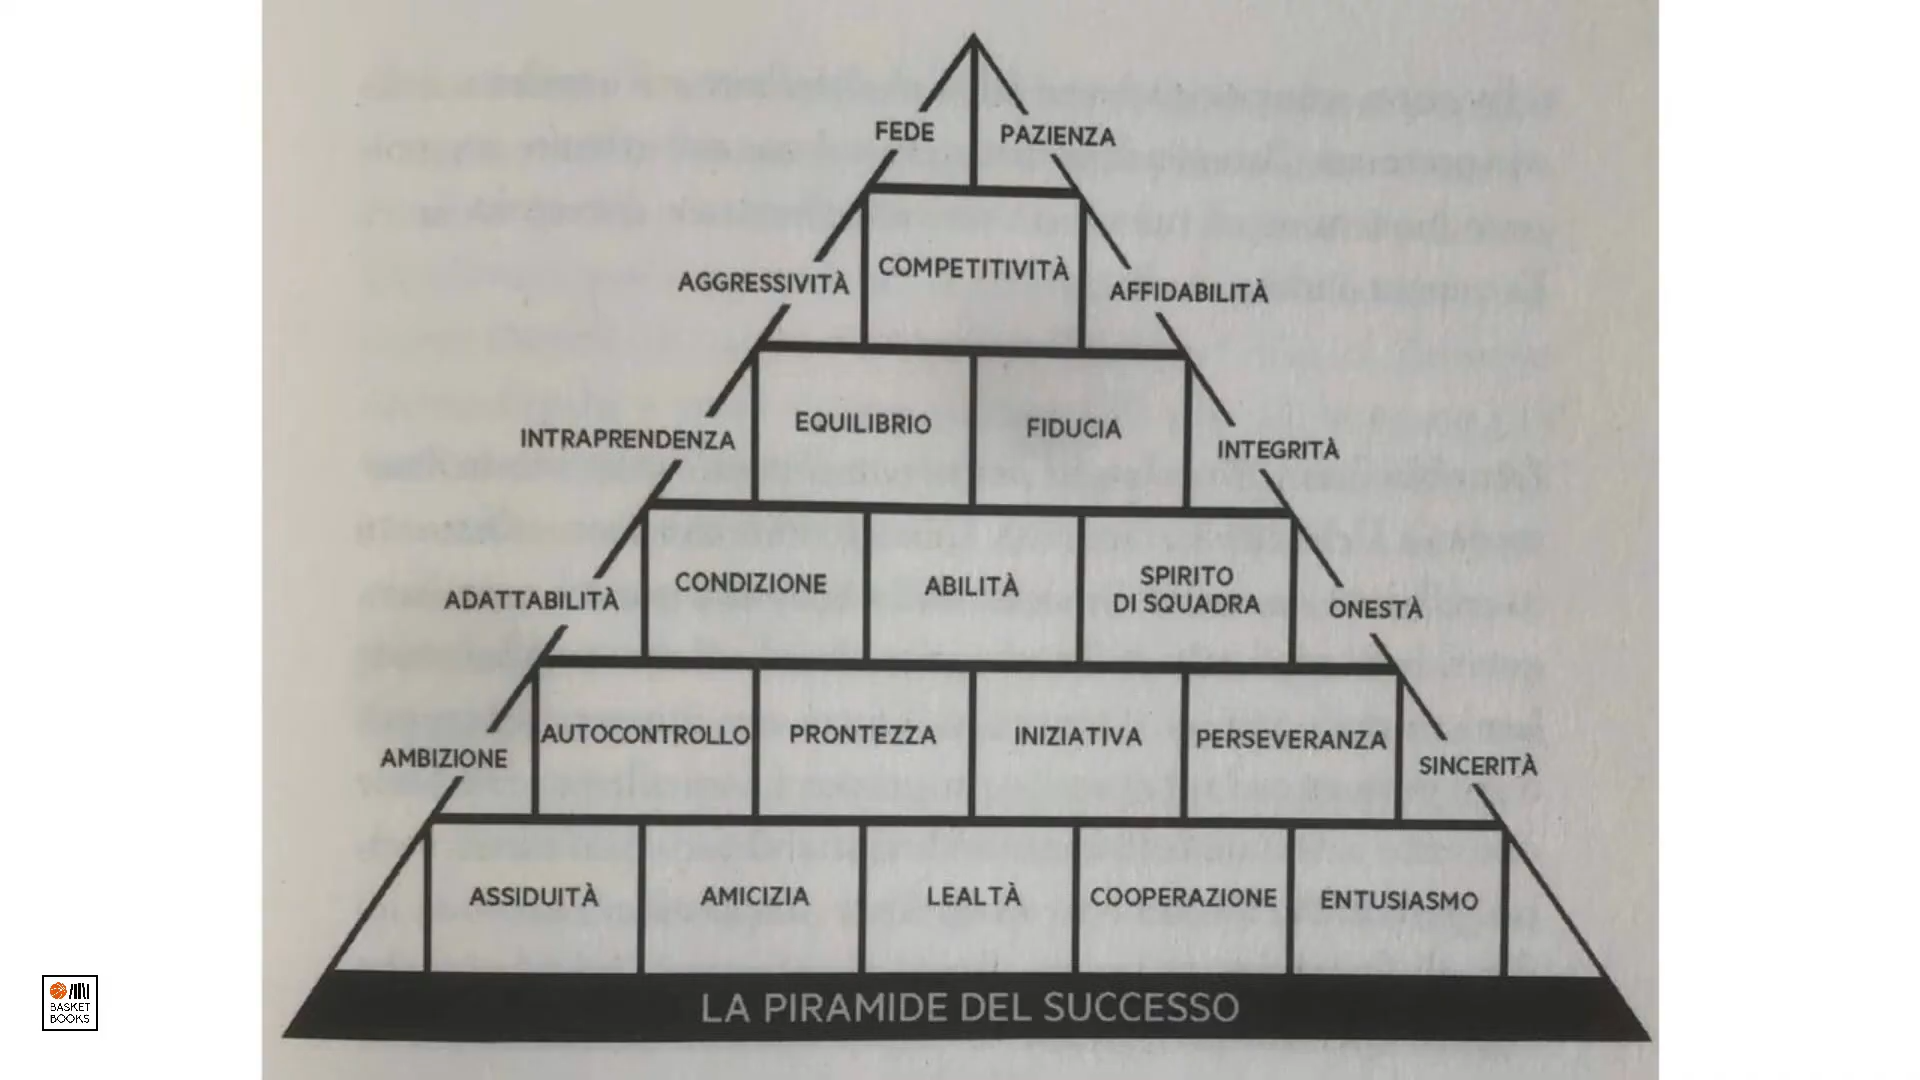 FEDE PAZIENZA
AGGRESSIVITÀ COMPETITIVITÀ AFFIDABILITÀ
INTRAPRENDENZA EQUILIBRIO FIDUCIA INTEGRITÀ
ADATTABILITÀ CONDIZIONE ABILITÀ SPIRITO
DI SQUADRA ONESTÀ
AMBIZIONE AUTOCONTROLLO PRONTEZZA INIZIATIVA PERSEVERANZA SINCERITÀ
ASSIDUITÀ AMICIZIA LEALTÀ COOPERAZIONE ENTUSIASMO
LA PIRAMIDE DEL SUCCESSO
BASKET
BOOKS